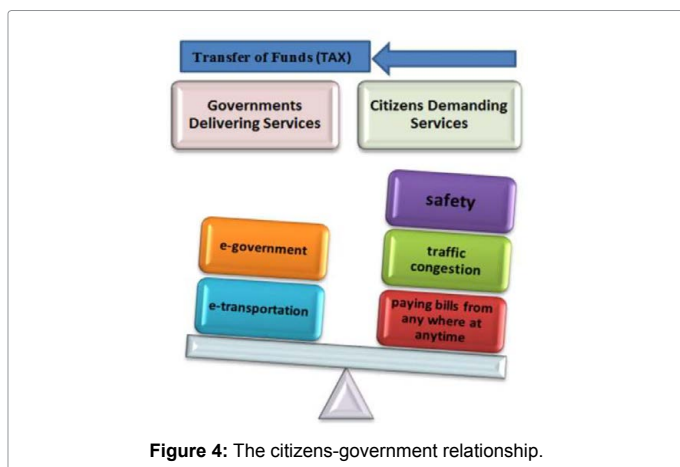 Transfer of Funds (TAX)
Governments
Delivering Services
Citizens Demanding
Services
safety
e-government
traffic
congestion
e-transportation
paying bills from
any where at
anytime
Figure 4: The citizens-government relationship.